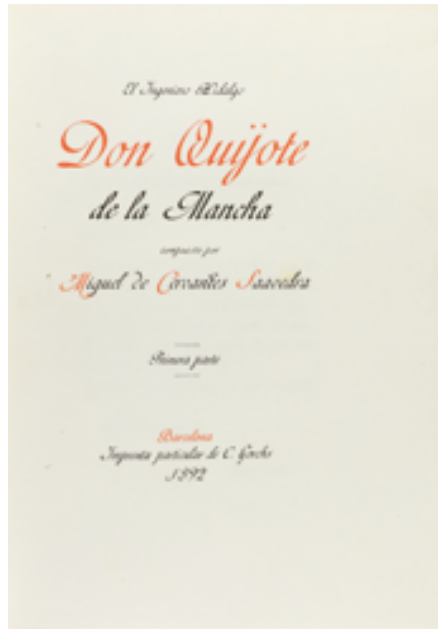 El Ingenioso Hidalgo
Don Quijote
de la Mancha
compuesto por
Miguel de Cervantes Saavedra
Primera parte
Barcelona
Imprenta particular de C. Gorchs
1892